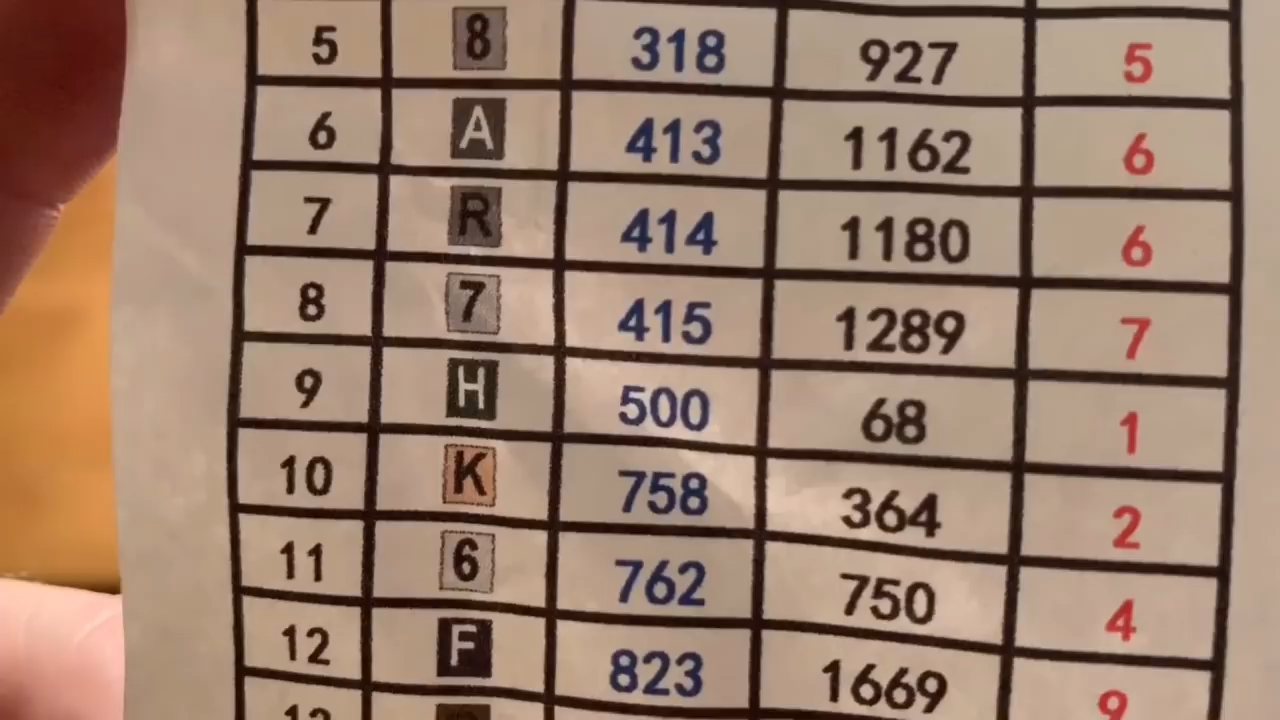 5 8 318 927 5
6 A 413 1162 6
7 R 414 1180 6
8 7 415 1289 7
9 H 500 68 1
10 K 758 364 2
11 6 762 750 4
12 F 823 1669 9
13